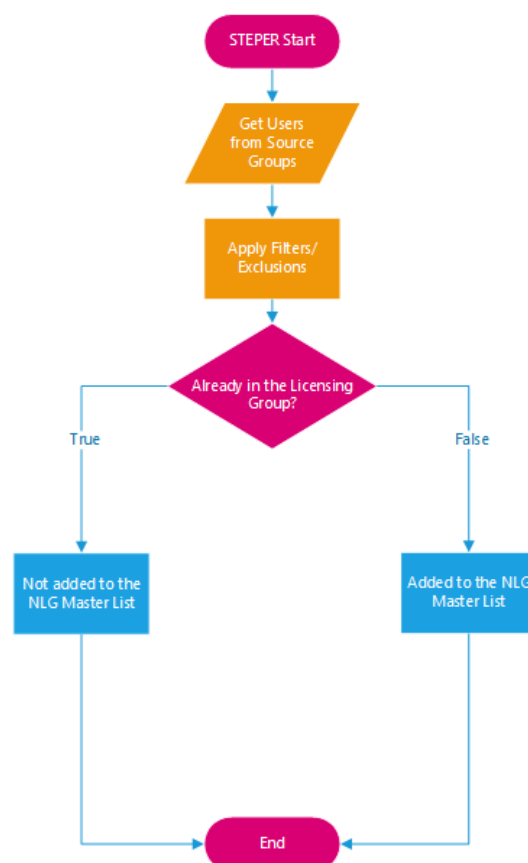 STEPER Start
Get Users
from Source
Groups
Apply Filters/
Exclusions
Already in the Licensing
Group?
True
False
Not added to the
NLG Master List
Added to the NLG
Master List
End